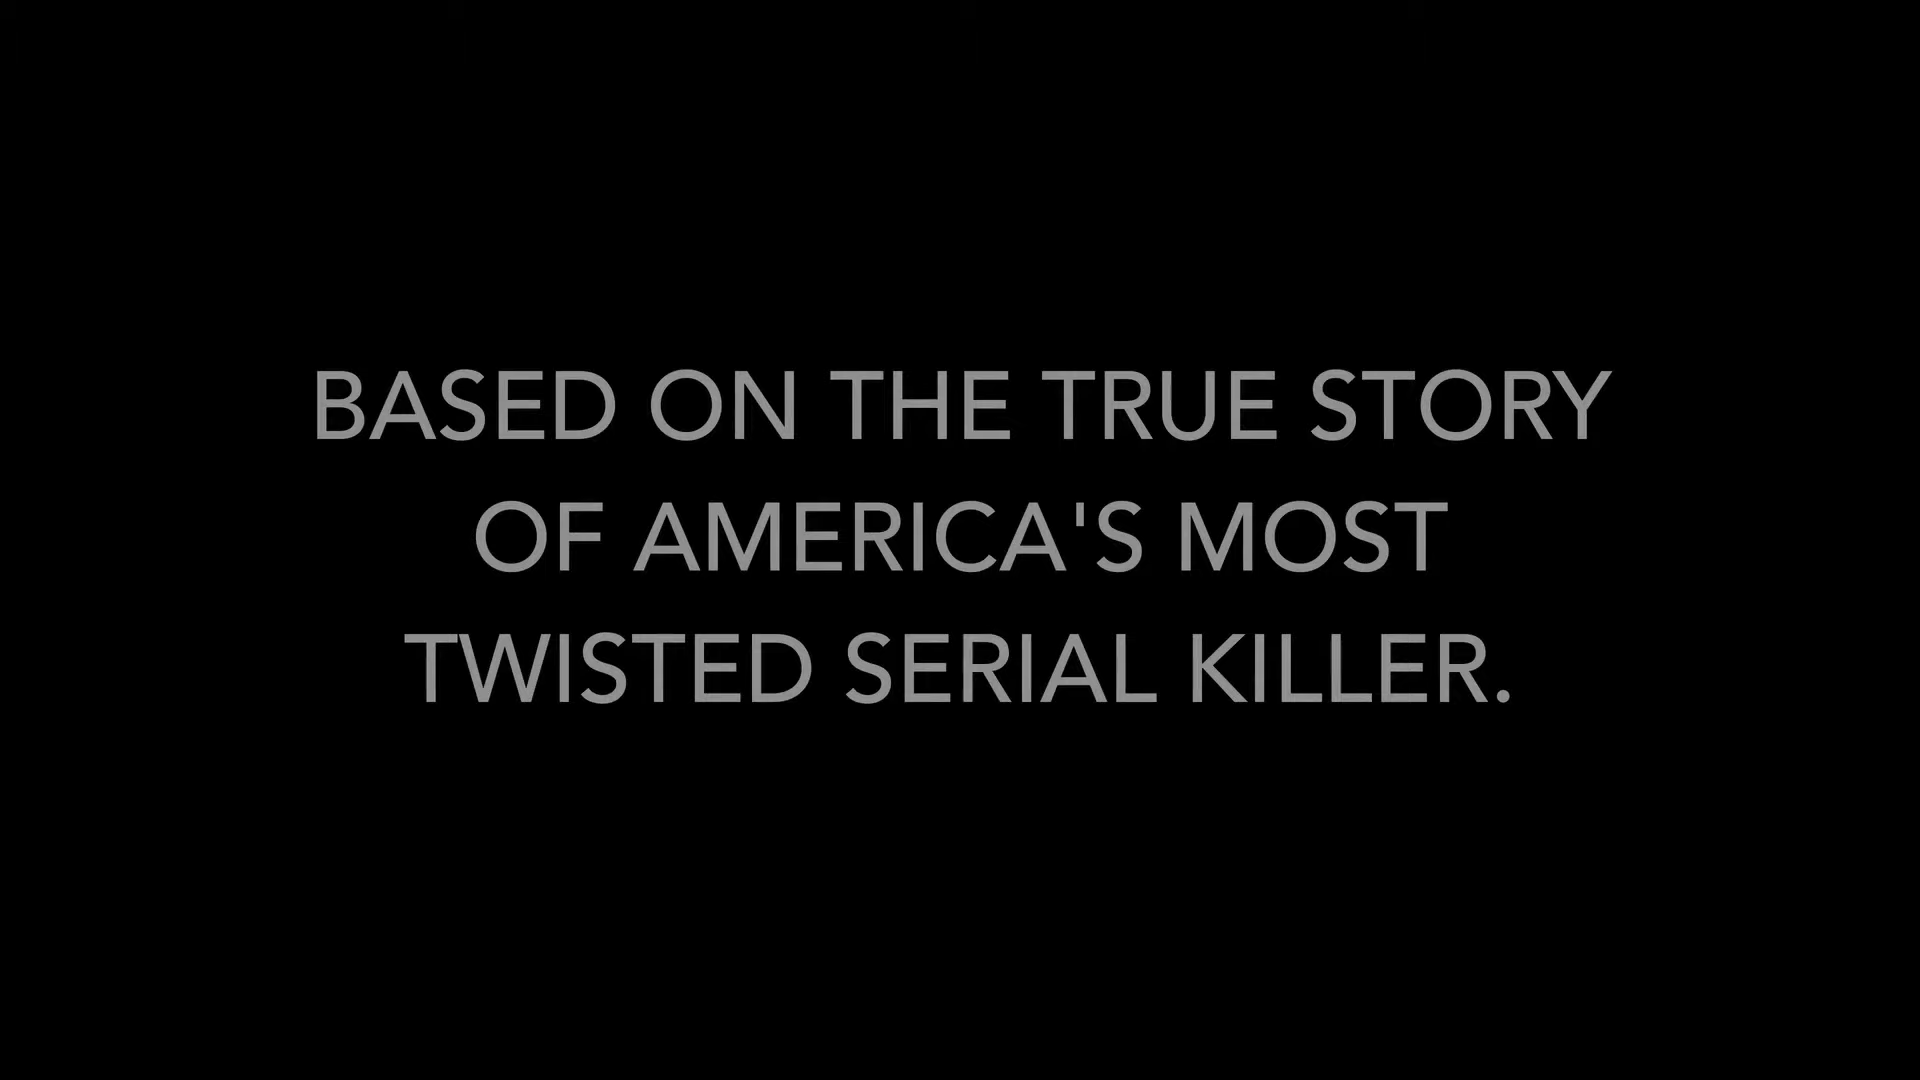 BASED ON THE TRUE STORY
OF AMERICA'S MOST
TWISTED SERIAL KILLER.